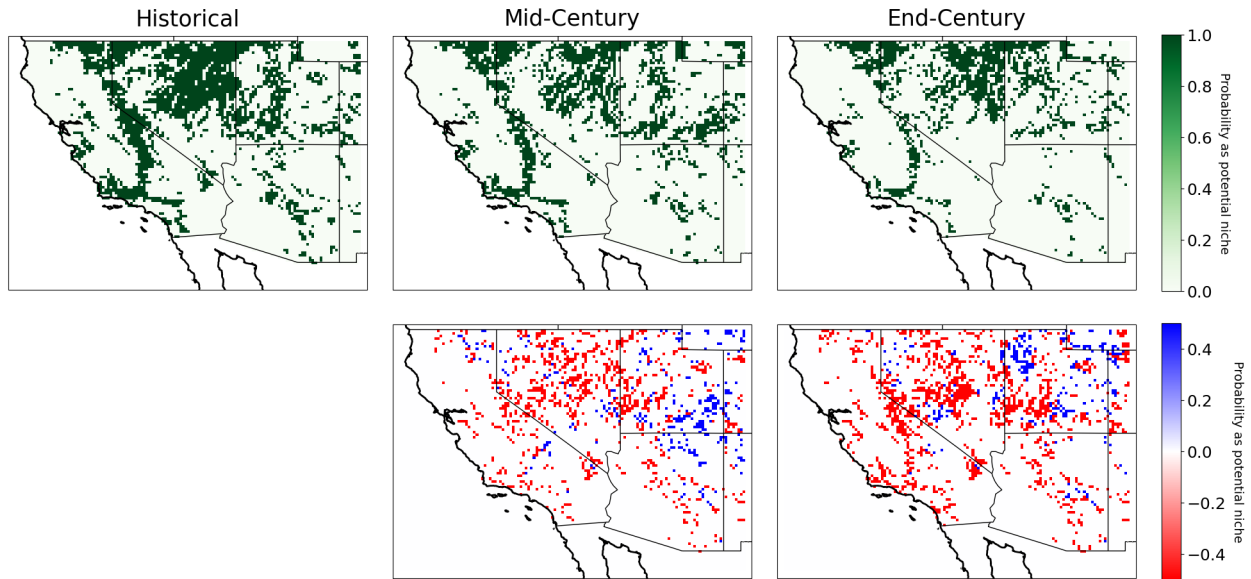 Historical
Mid-Century
End-Century
1.0
0.8
0.6
0.4
0.2
0.0
Probability as potential niche
0.4
0.2
0.0
−0.2
−0.4
Probability as potential niche